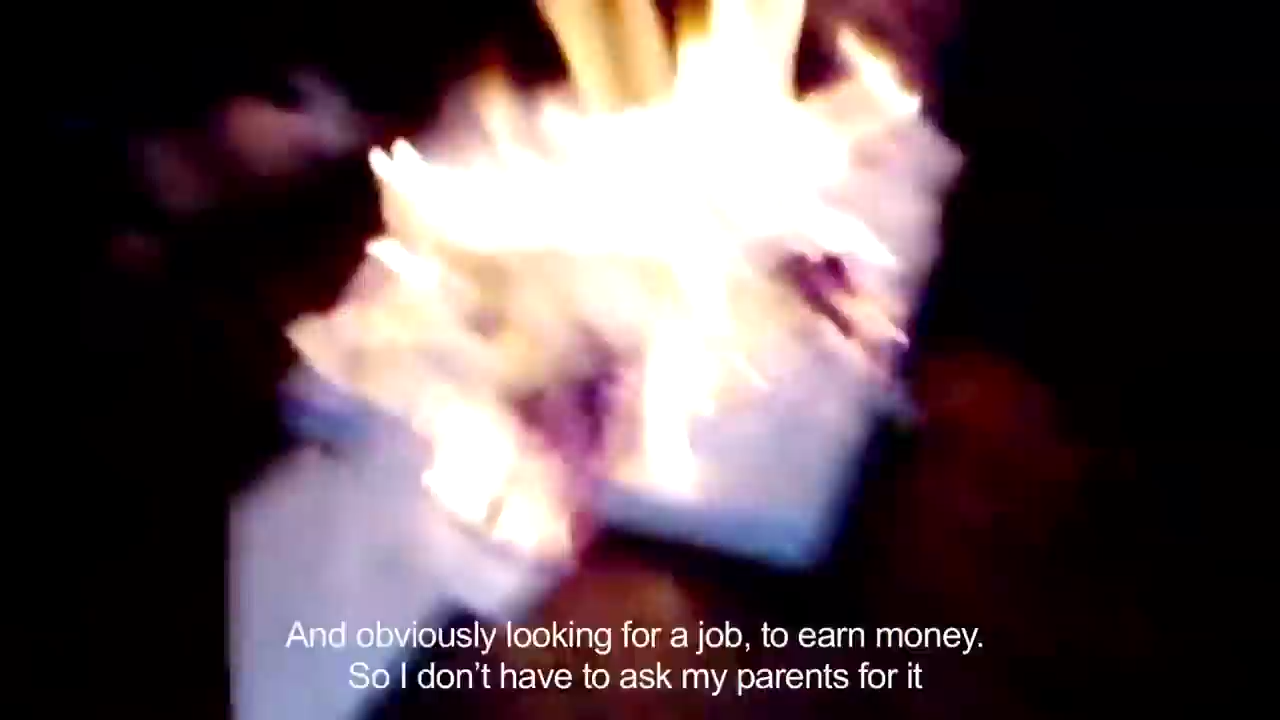 And obviously looking for a job, to earn money.
So I don't have to ask my parents for it